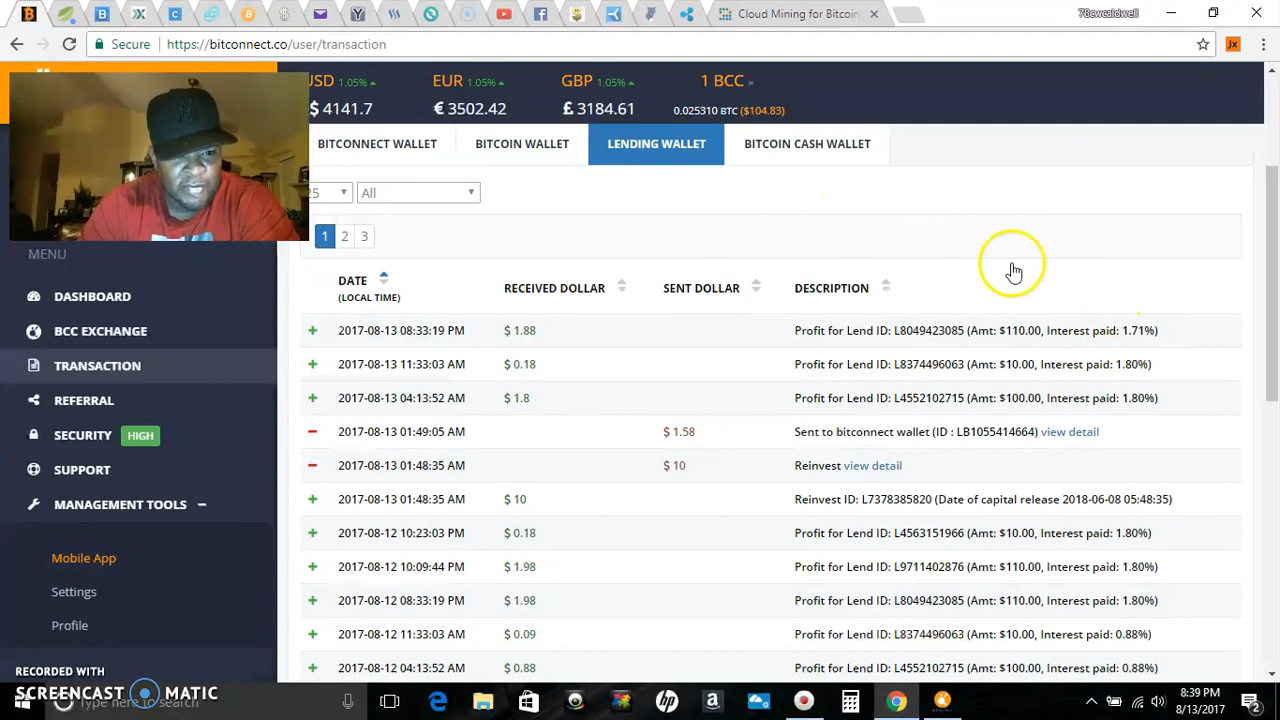 Cloud Mining for Bitcoin
78cwcaldwell
Secure https://bitconnect.co/user/transaction
USD 1.05% EUR 1.05% GBP 1.05% 1 BCC =
$ 4141.7 € 3502.42 £ 3184.61 0.025310 BTC ($104.83)
BITCONNECT WALLET BITCOIN WALLET LENDING WALLET BITCOIN CASH WALLET
25 All
1 2 3
MENU
DASHBOARD
BCC EXCHANGE
TRANSACTION
REFERRAL
SECURITY HIGH
SUPPORT
MANAGEMENT TOOLS
Mobile App
Settings
Profile
DATE (LOCAL TIME) RECEIVED DOLLAR SENT DOLLAR DESCRIPTION
+ 2017-08-13 08:33:19 PM $ 1.88 Profit for Lend ID: L8049423085 (Amt: $110.00, Interest paid: 1.71%)
+ 2017-08-13 11:33:03 AM $ 0.18 Profit for Lend ID: L8374496063 (Amt: $10.00, Interest paid: 1.80%)
+ 2017-08-13 04:13:52 AM $ 1.8 Profit for Lend ID: L4552102715 (Amt: $100.00, Interest paid: 1.80%)
− 2017-08-13 01:49:05 AM $ 1.58 Sent to bitconnect wallet (ID : LB1055414664) view detail
− 2017-08-13 01:48:35 AM $ 10 Reinvest view detail
+ 2017-08-13 01:48:35 AM $ 10 Reinvest ID: L7378385820 (Date of capital release 2018-06-08 05:48:35)
+ 2017-08-12 10:23:03 PM $ 0.18 Profit for Lend ID: L4563151966 (Amt: $10.00, Interest paid: 1.80%)
+ 2017-08-12 10:09:44 PM $ 1.98 Profit for Lend ID: L9711402876 (Amt: $110.00, Interest paid: 1.80%)
+ 2017-08-12 08:33:19 PM $ 1.98 Profit for Lend ID: L8049423085 (Amt: $110.00, Interest paid: 1.80%)
+ 2017-08-12 11:33:03 AM $ 0.09 Profit for Lend ID: L8374496063 (Amt: $10.00, Interest paid: 0.88%)
+ 2017-08-12 04:13:52 AM $ 0.88 Profit for Lend ID: L4552102715 (Amt: $100.00, Interest paid: 0.88%)
RECORDED WITH
SCREENCAST MATIC
Type here to search
8:39 PM
8/13/2017